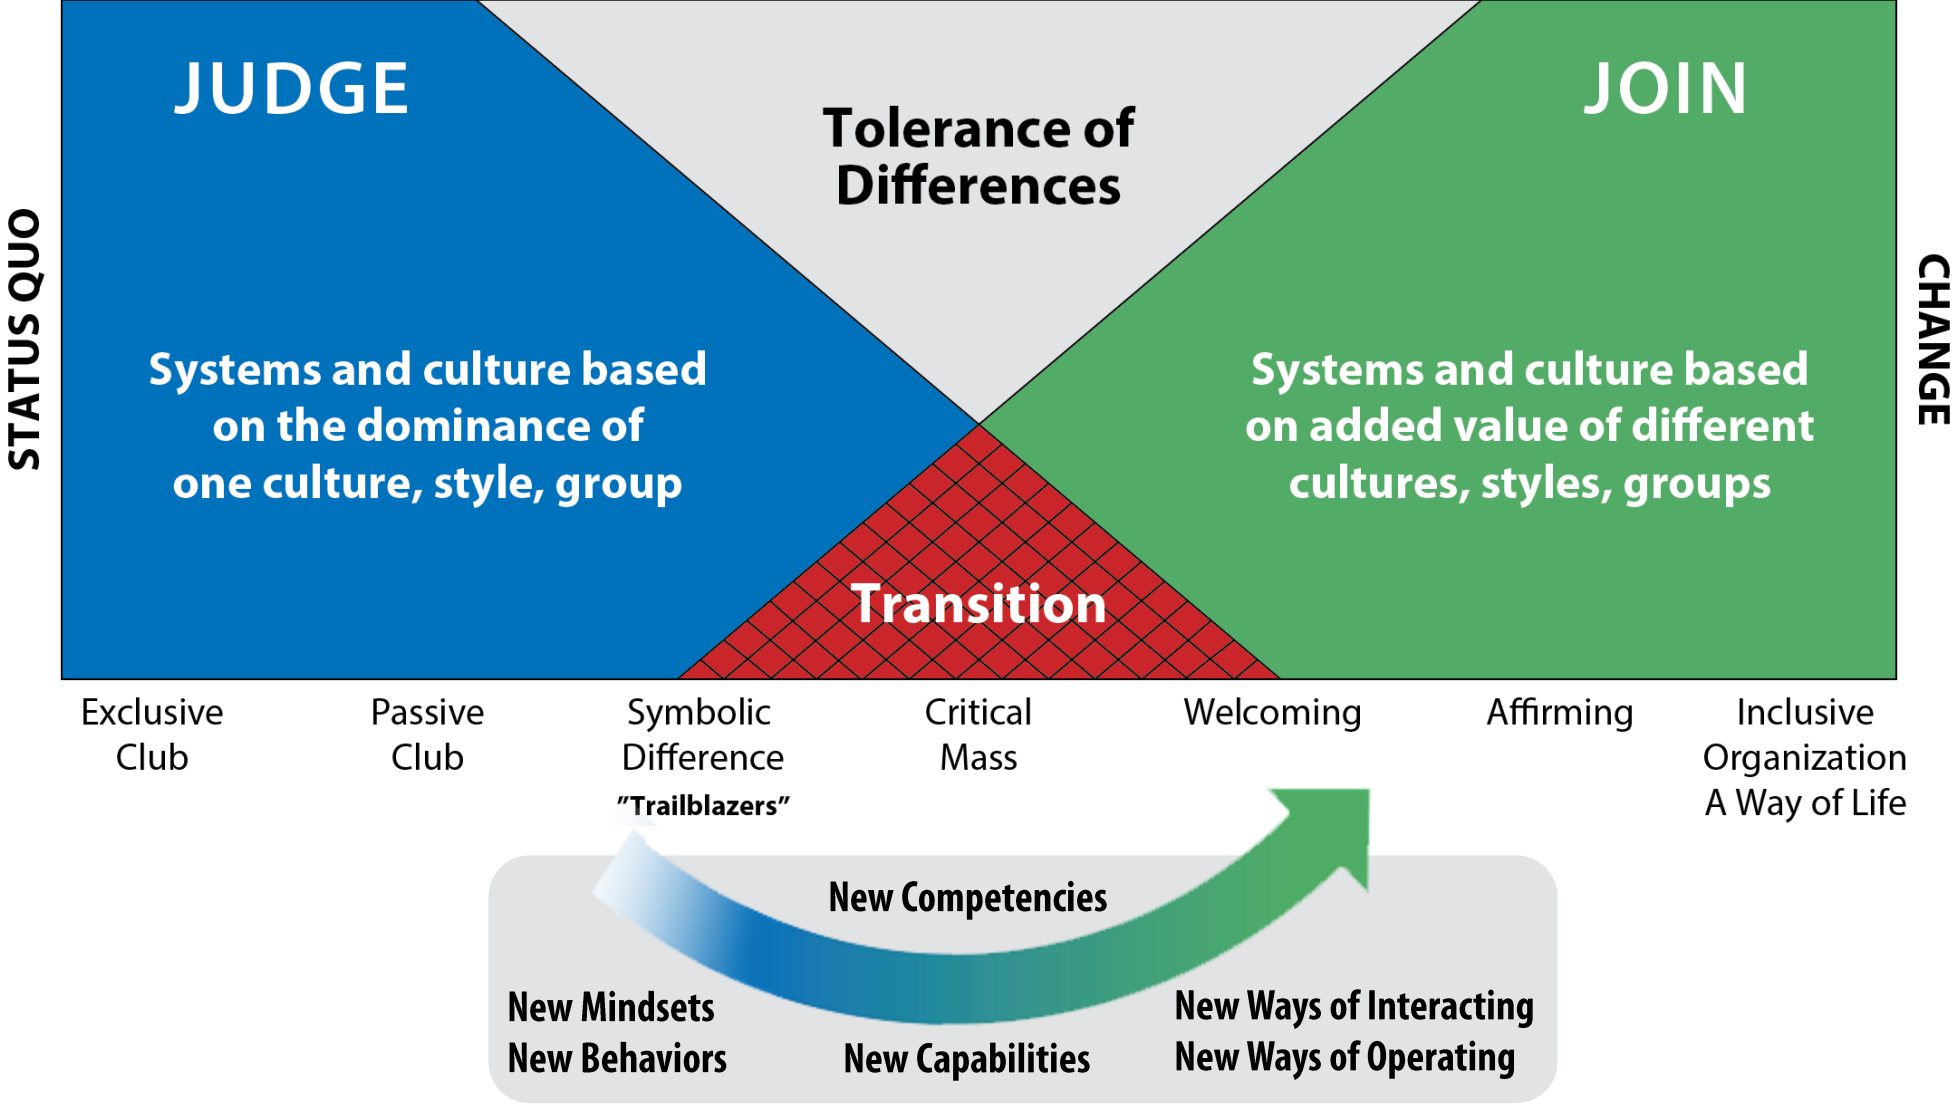 JUDGE
JOIN
Tolerance of
Differences
STATUS QUO
CHANGE
Systems and culture based
on the dominance of
one culture, style, group
Systems and culture based
on added value of different
cultures, styles, groups
Transition
Exclusive
Club
Passive
Club
Symbolic
Difference
"Trailblazers"
Critical
Mass
Welcoming
Affirming
Inclusive
Organization
A Way of Life
New Competencies
New Mindsets
New Behaviors
New Capabilities
New Ways of Interacting
New Ways of Operating